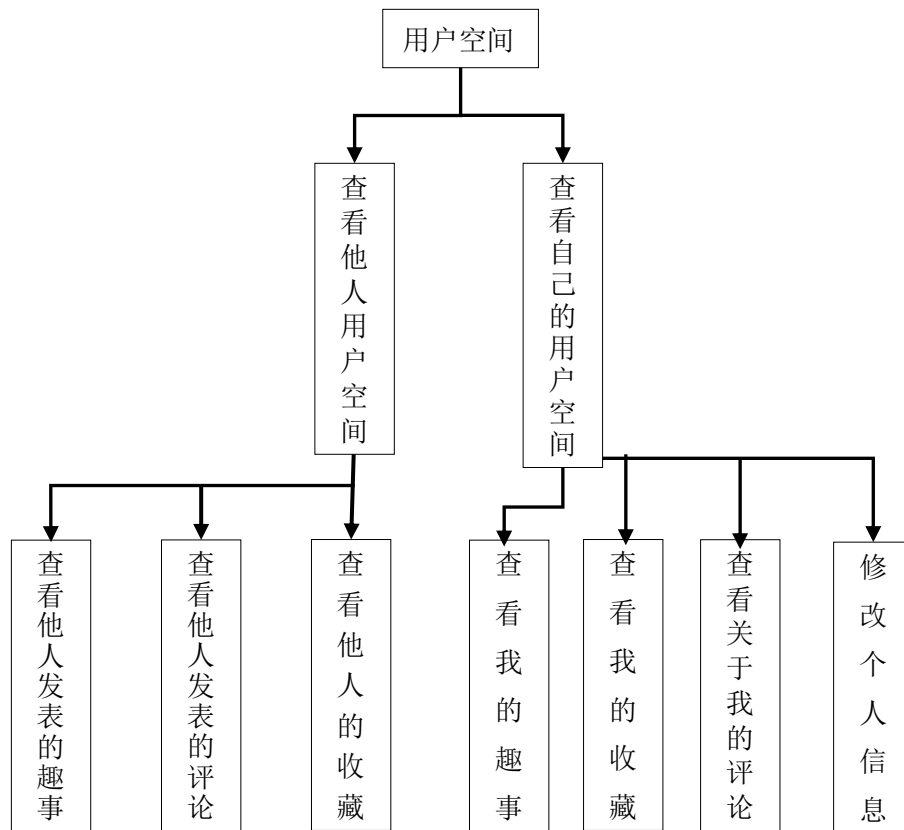 用户空间
查看他人用户空间
查看自己的用户空间
查看他人发表的趣事
查看他人发表的评论
查看他人的收藏
查看我的趣事
查看我的收藏
查看关于我的评论
修改个人信息